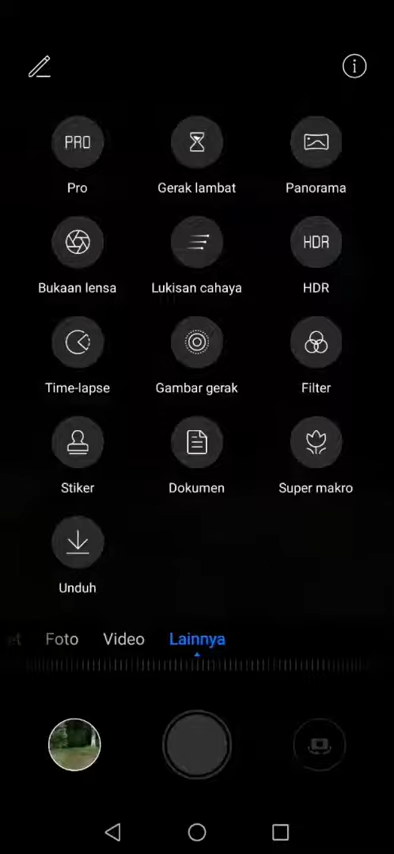 PRO
Pro
Gerak lambat
Panorama
Bukaan lensa
Lukisan cahaya
HDR
HDR
Time-lapse
Gambar gerak
Filter
Stiker
Dokumen
Super makro
Unduh
et Foto Video Lainnya